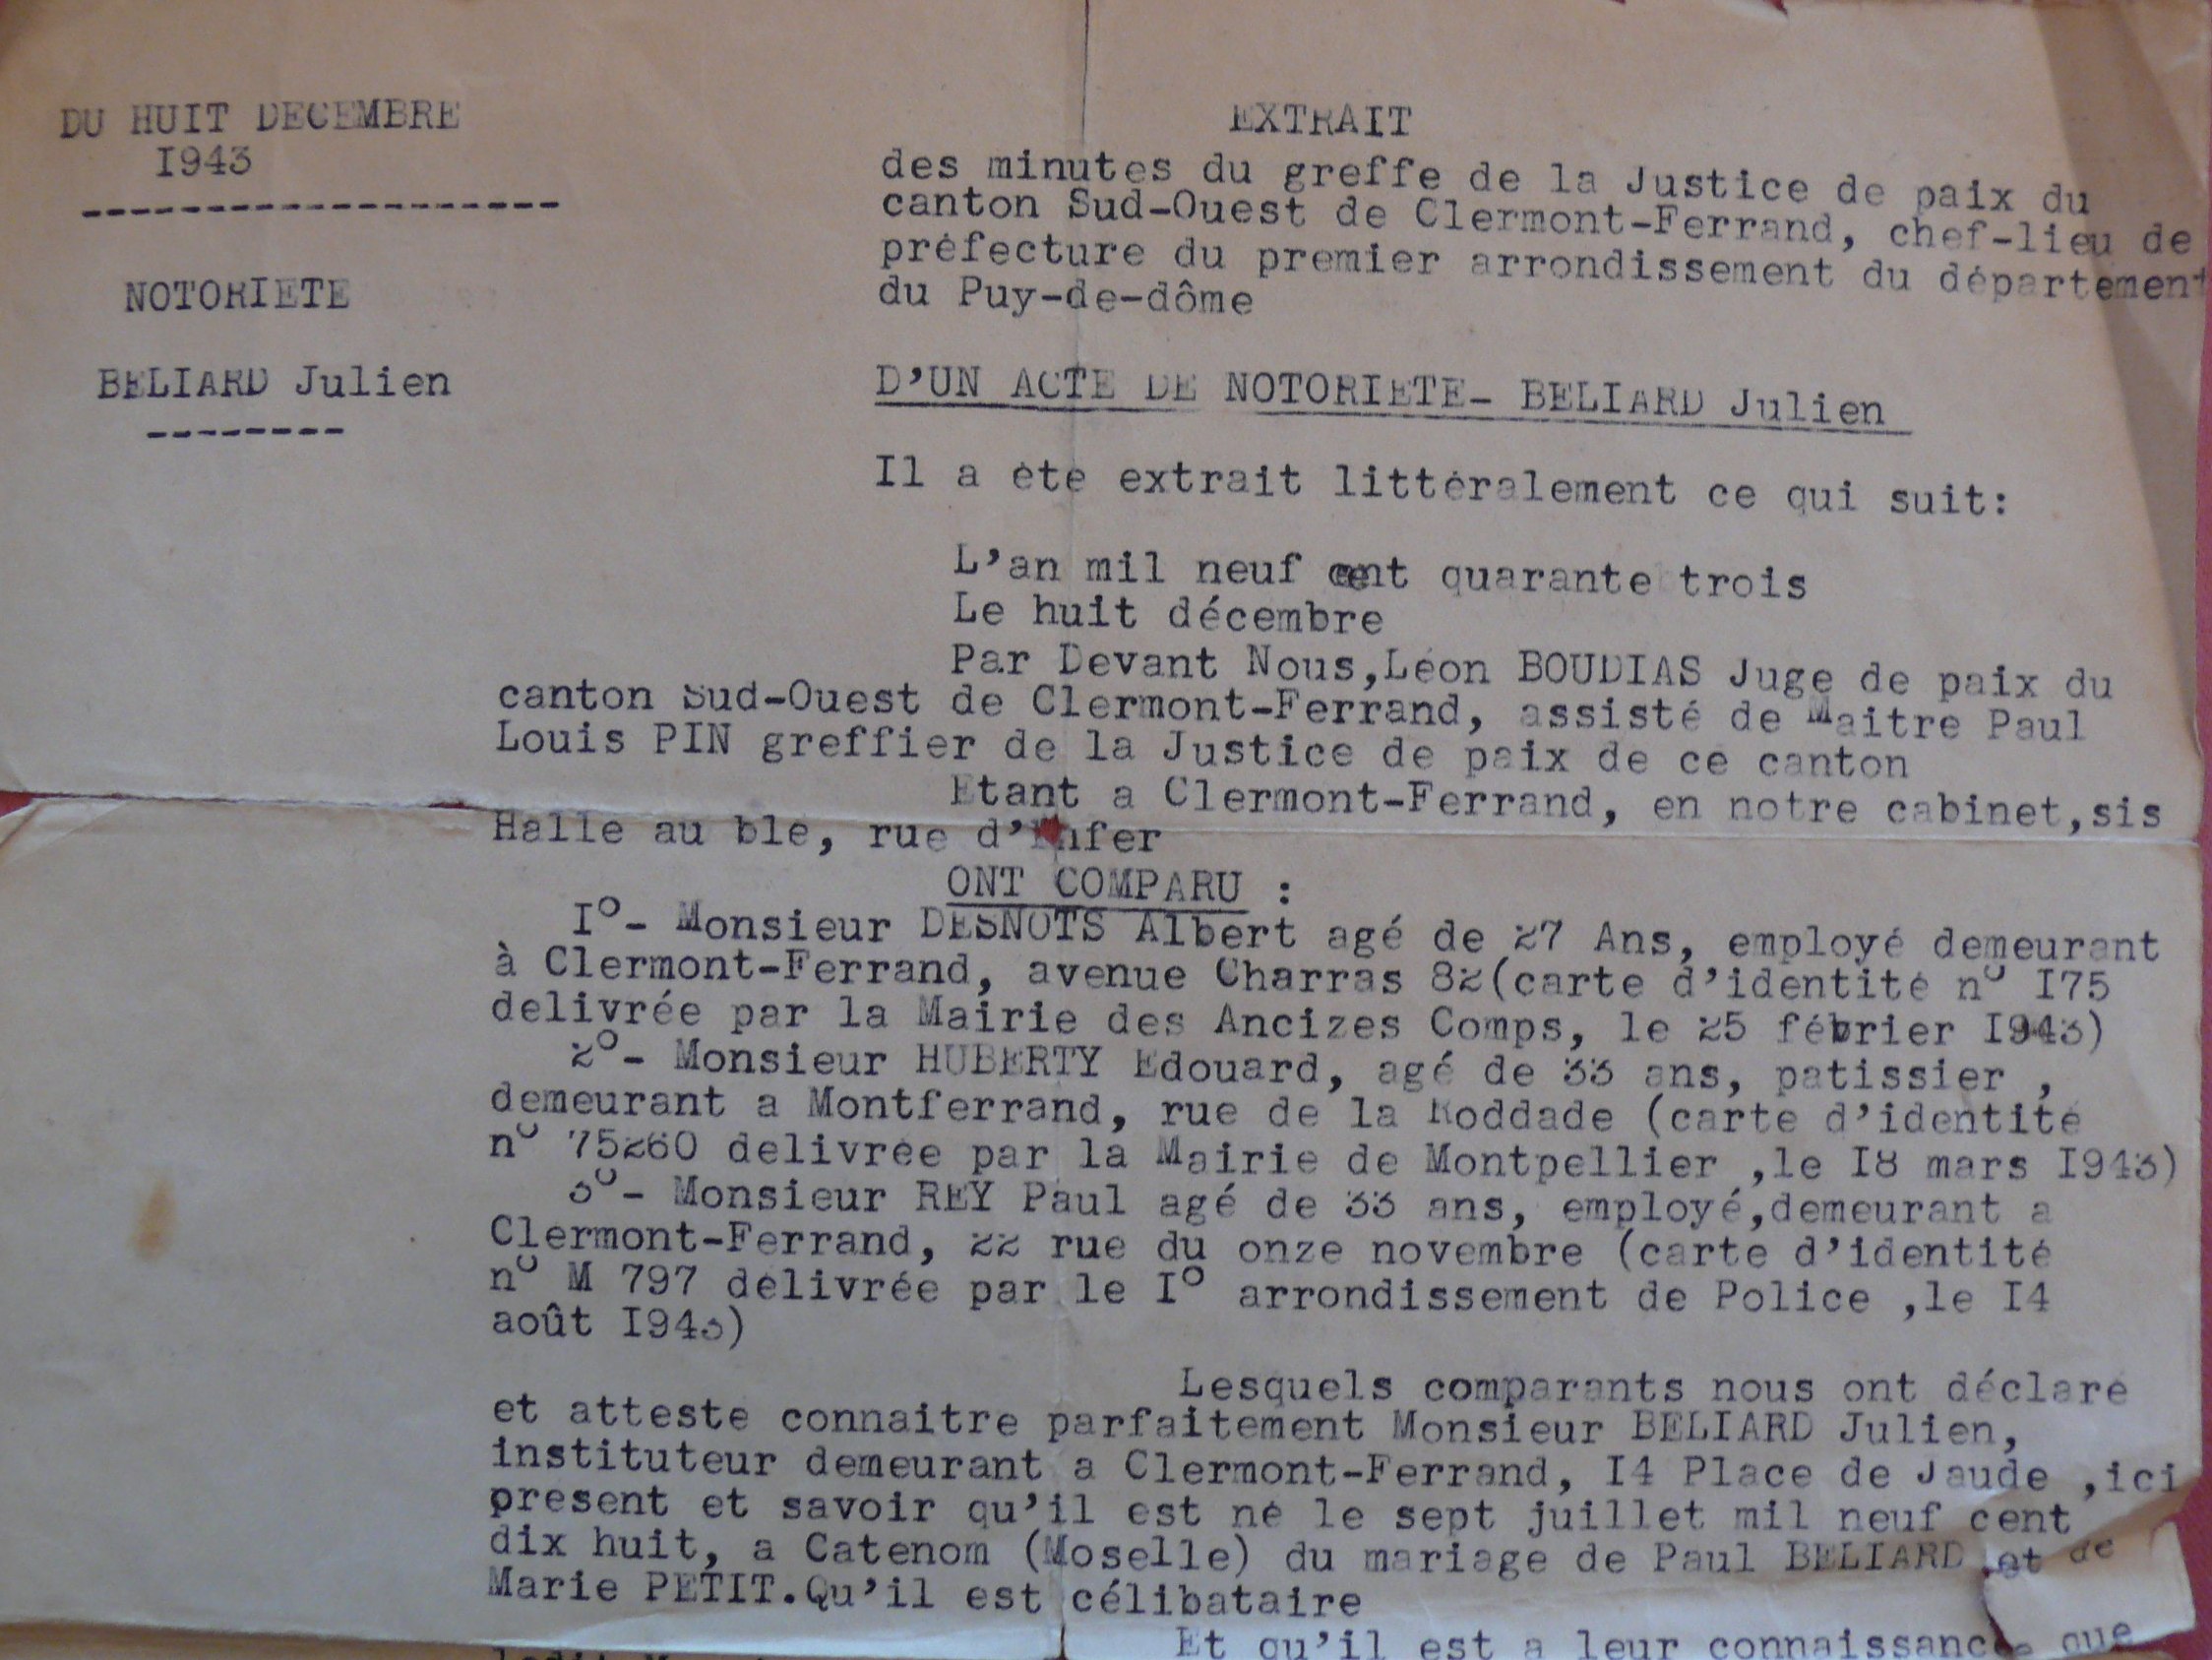 DU HUIT DECEMBRE
I943
--------------------
NOTORIETE
BELIARD Julien
--------
EXTRAIT
des minutes du greffe de la Justice de paix du
canton Sud-Ouest de Clermont-Ferrand, chef-lieu de
préfecture du premier arrondissement du département
du Puy-de-dôme
D'UN ACTE DE NOTORIETE- BELIARD Julien
Il a été extrait littéralement ce qui suit:
L'an mil neuf cent quarante trois
Le huit décembre
Par Devant Nous,Léon BOUDIAS Juge de paix du
canton Sud-Ouest de Clermont-Ferrand, assisté de Maitre Paul
Louis PIN greffier de la Justice de paix de ce canton
Etant a Clermont-Ferrand, en notre cabinet,sis
Halle au blé, rue d'Enfer
ONT COMPARU :
I°- Monsieur DESNOTS Albert agé de 27 Ans, employé demeurant
à Clermont-Ferrand, avenue Charras 82(carte d'identité n° I75
delivrée par la Mairie des Ancizes Comps, le 25 février I943)
2°- Monsieur HUBERTY Edouard, agé de 33 ans, patissier ,
demeurant a Montferrand, rue de la Roddade (carte d'identité
n° 75260 delivrée par la Mairie de Montpellier ,le I8 mars I943)
3°- Monsieur REY Paul agé de 33 ans, employé,demeurant a
Clermont-Ferrand, 22 rue du onze novembre (carte d'identité
n° M 797 délivrée par le I° arrondissement de Police ,le I4
août I943)
Lesquels comparants nous ont déclaré
et atteste connaitre parfaitement Monsieur BELIARD Julien,
instituteur demeurant a Clermont-Ferrand, I4 Place de Jaude ,ici
present et savoir qu'il est né le sept juillet mil neuf cent
dix huit, a Catenom (Moselle) du mariage de Paul BELIARD et de
Marie PETIT.Qu'il est célibataire
Et qu'il est a leur connaissance que